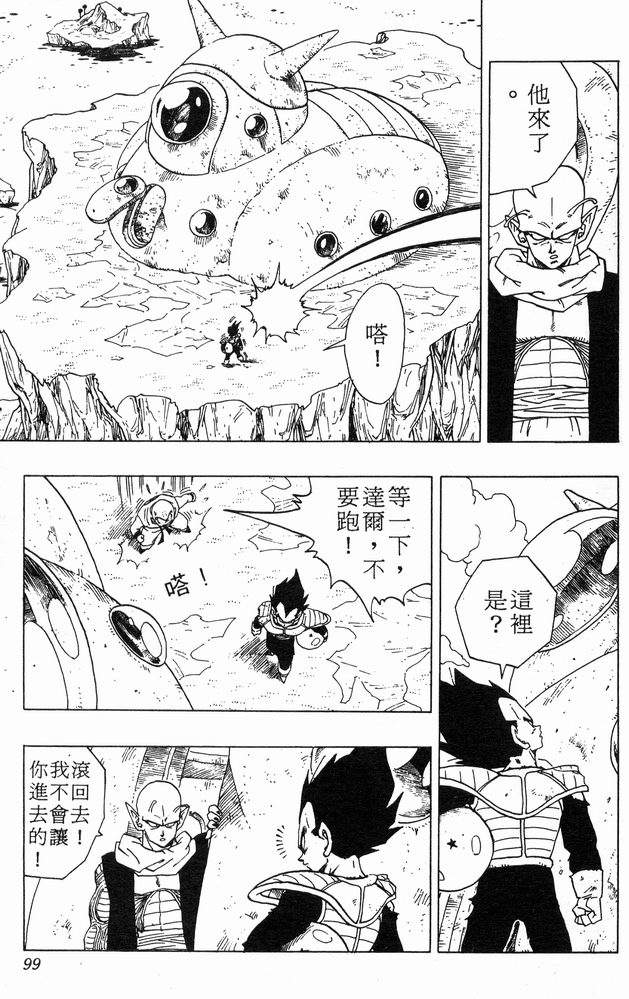 他來了
。
嗒！
這裡
是？
等一下，
達爾，不
要跑！
嗒！
滾回去！
我不會讓
你進去的！
99